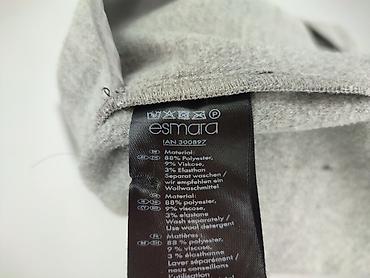 esmara
IAN 300897
Material:
88% Polyester,
9% Viskose,
3% Elasthan
Separat waschen /
wir empfehlen ein
Wollwaschmittel
Material:
88% polyester,
9% viscose,
3% elastane
Wash separately /
Use wool detergent
Matières :
88 % polyester,
9 % viscose,
3 % élasthanne
Laver séparément /
nous conseillons
l'utilisation